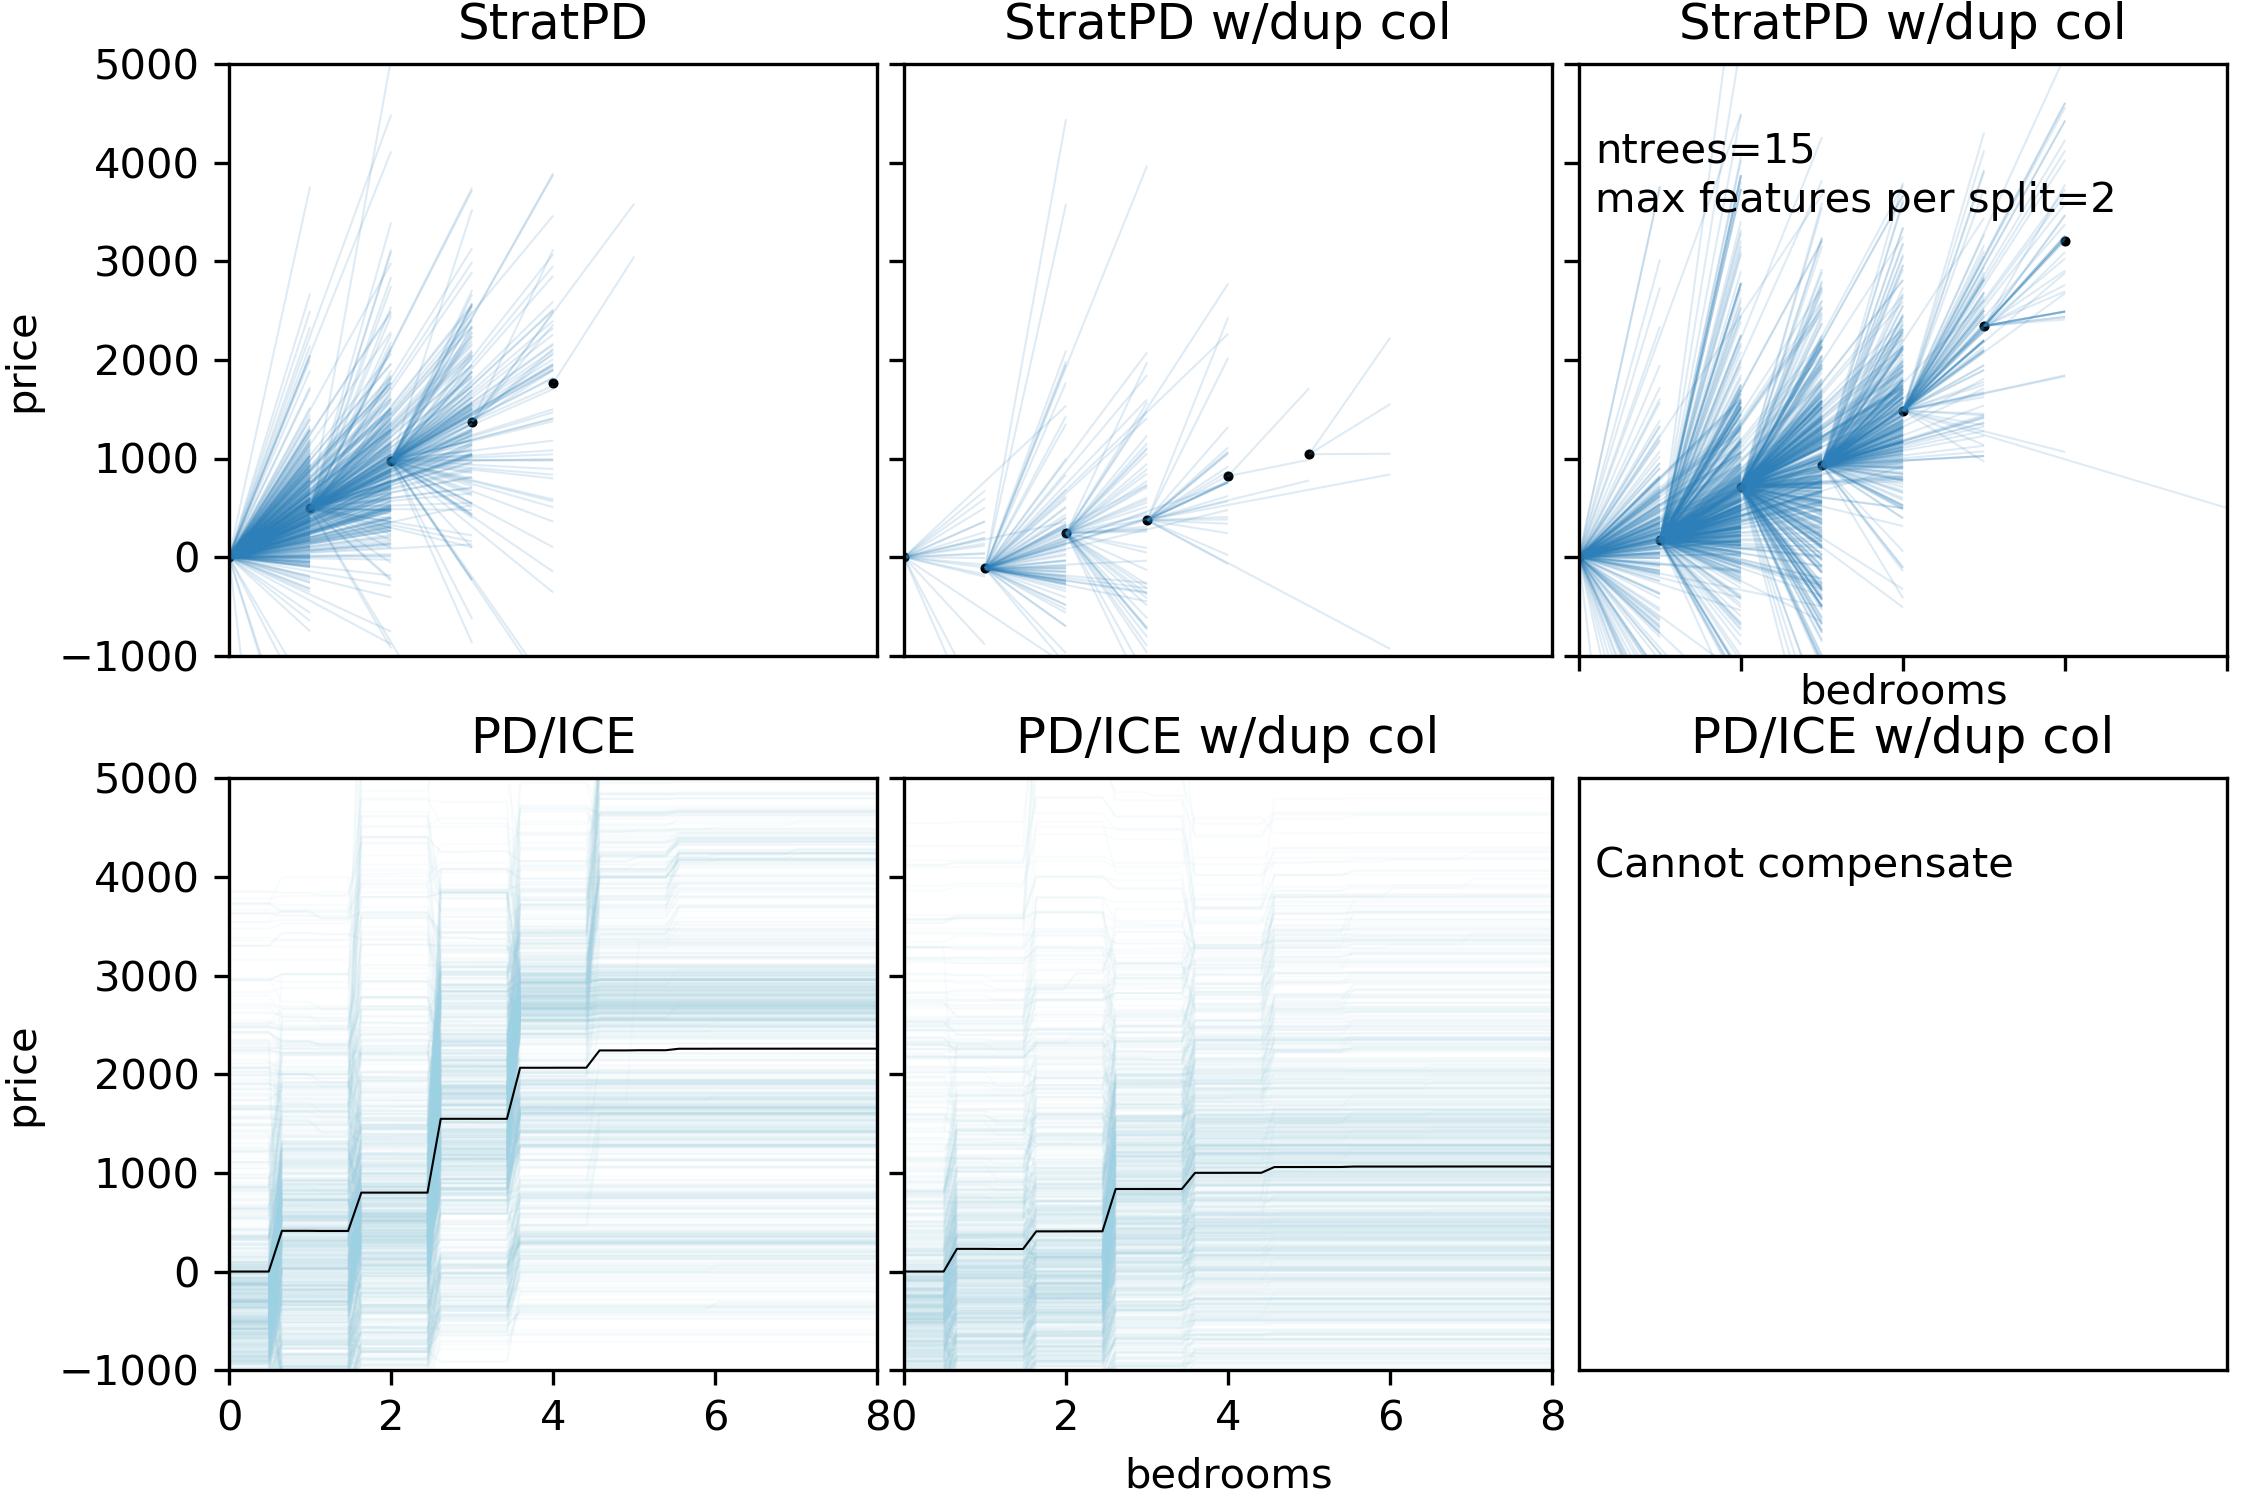 StratPD
StratPD w/dup col
StratPD w/dup col
price
5000
4000
3000
2000
1000
0
−1000
ntrees=15
max features per split=2
bedrooms
PD/ICE
PD/ICE w/dup col
PD/ICE w/dup col
price
5000
4000
3000
2000
1000
0
−1000
Cannot compensate
0 2 4 6 8
0 2 4 6 8
bedrooms